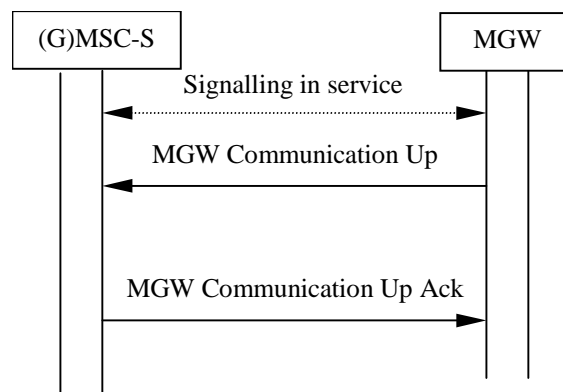 (G)MSC-S
MGW
Signalling in service
MGW Communication Up
MGW Communication Up Ack